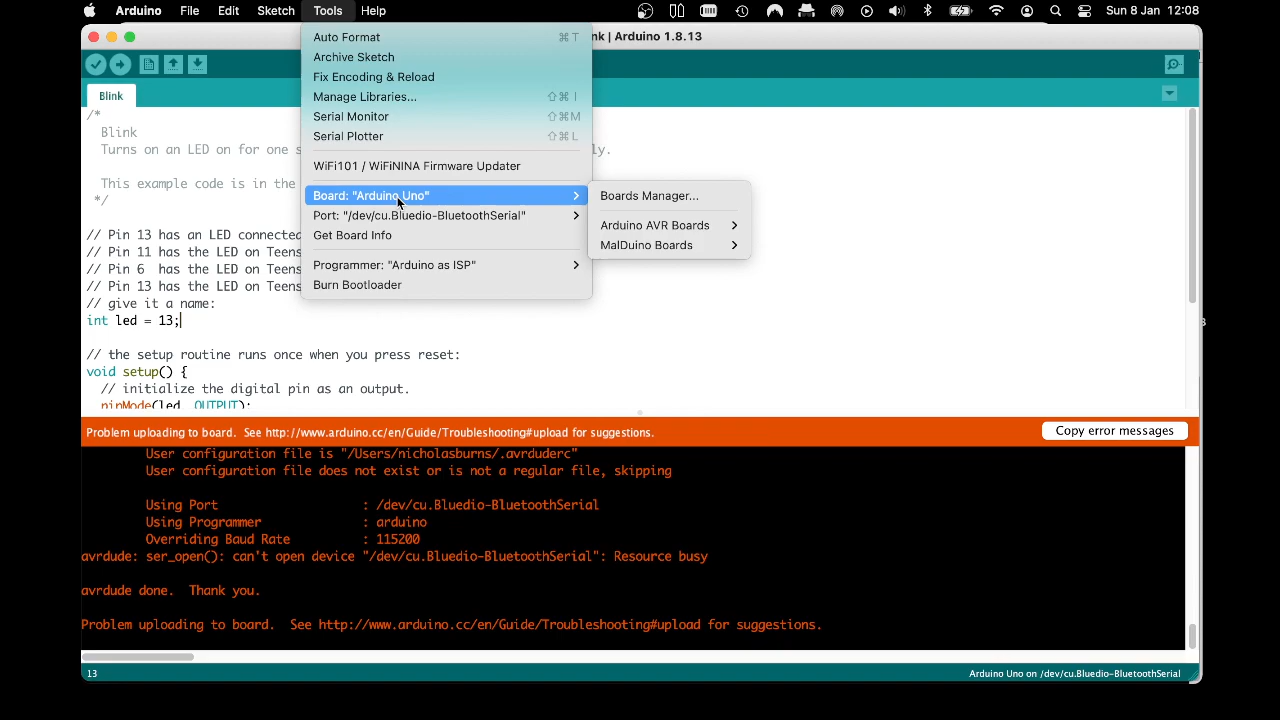 Arduino File Edit Sketch Tools Help Sun 8 Jan 12:08
nk | Arduino 1.8.13
Auto Format ⌘ T
Archive Sketch
Fix Encoding & Reload
Manage Libraries... ⇧⌘ I
Serial Monitor ⇧⌘M
Serial Plotter ⇧⌘ L
WiFi101 / WiFiNINA Firmware Updater
Board: "Arduino Uno"
Port: "/dev/cu.Bluedio-BluetoothSerial"
Get Board Info
Programmer: "Arduino as ISP"
Burn Bootloader
Boards Manager...
Arduino AVR Boards
MalDuino Boards
Blink
/*
Blink
Turns on an LED on for one s ly.
This example code is in the
*/
// Pin 13 has an LED connected
// Pin 11 has the LED on Teens
// Pin 6 has the LED on Teens
// Pin 13 has the LED on Teens
// give it a name:
int led = 13;
// the setup routine runs once when you press reset:
void setup() {
// initialize the digital pin as an output.
pinMode(led, OUTPUT);
Problem uploading to board. See http://www.arduino.cc/en/Guide/Troubleshooting#upload for suggestions.
Copy error messages
User configuration file is "/Users/nicholasburns/.avrduderc"
User configuration file does not exist or is not a regular file, skipping
Using Port : /dev/cu.Bluedio-BluetoothSerial
Using Programmer : arduino
Overriding Baud Rate : 115200
avrdude: ser_open(): can't open device "/dev/cu.Bluedio-BluetoothSerial": Resource busy
avrdude done. Thank you.
Problem uploading to board. See http://www.arduino.cc/en/Guide/Troubleshooting#upload for suggestions.
13 Arduino Uno on /dev/cu.Bluedio-BluetoothSerial